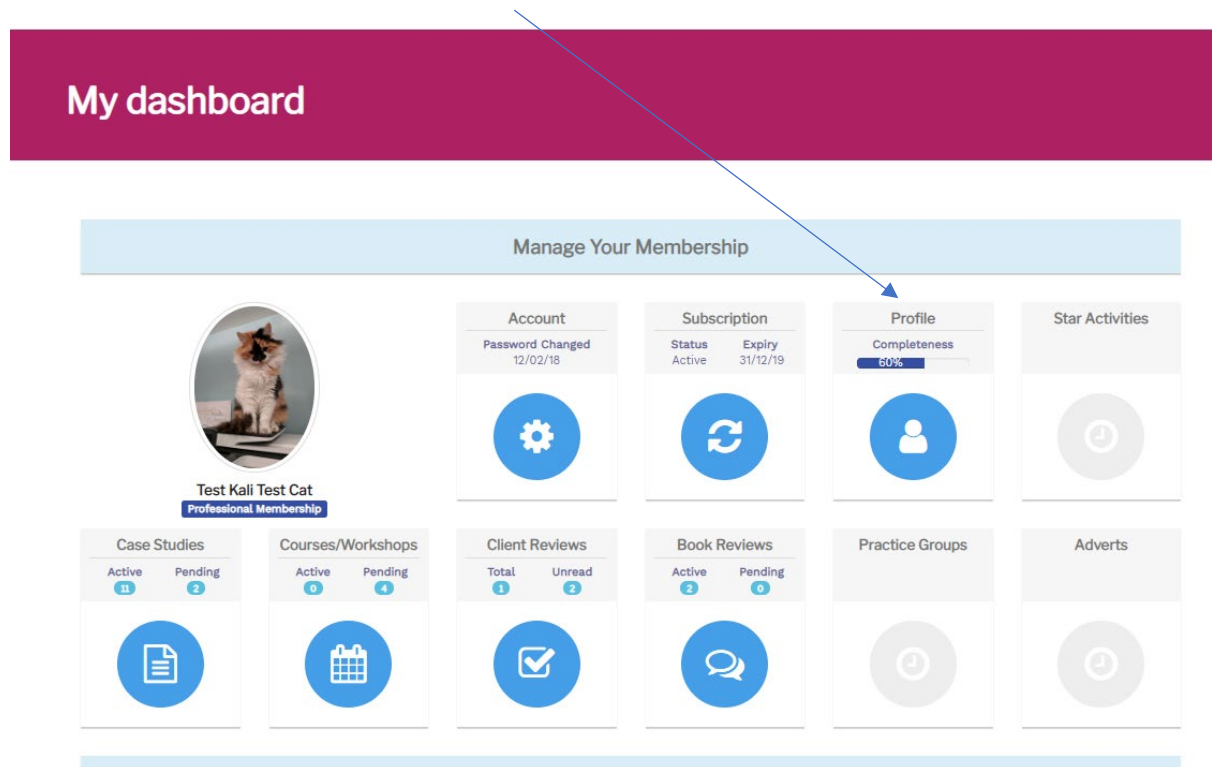 My dashboard
Manage Your Membership
Test Kali Test Cat
Professional Membership
Account
Password Changed
12/02/18
Subscription
Status Expiry
Active 31/12/19
Profile
Completeness
60%
Star Activities
Case Studies
Active Pending
11 2
Courses/Workshops
Active Pending
0 4
Client Reviews
Total Unread
1 2
Book Reviews
Active Pending
2 0
Practice Groups
Adverts